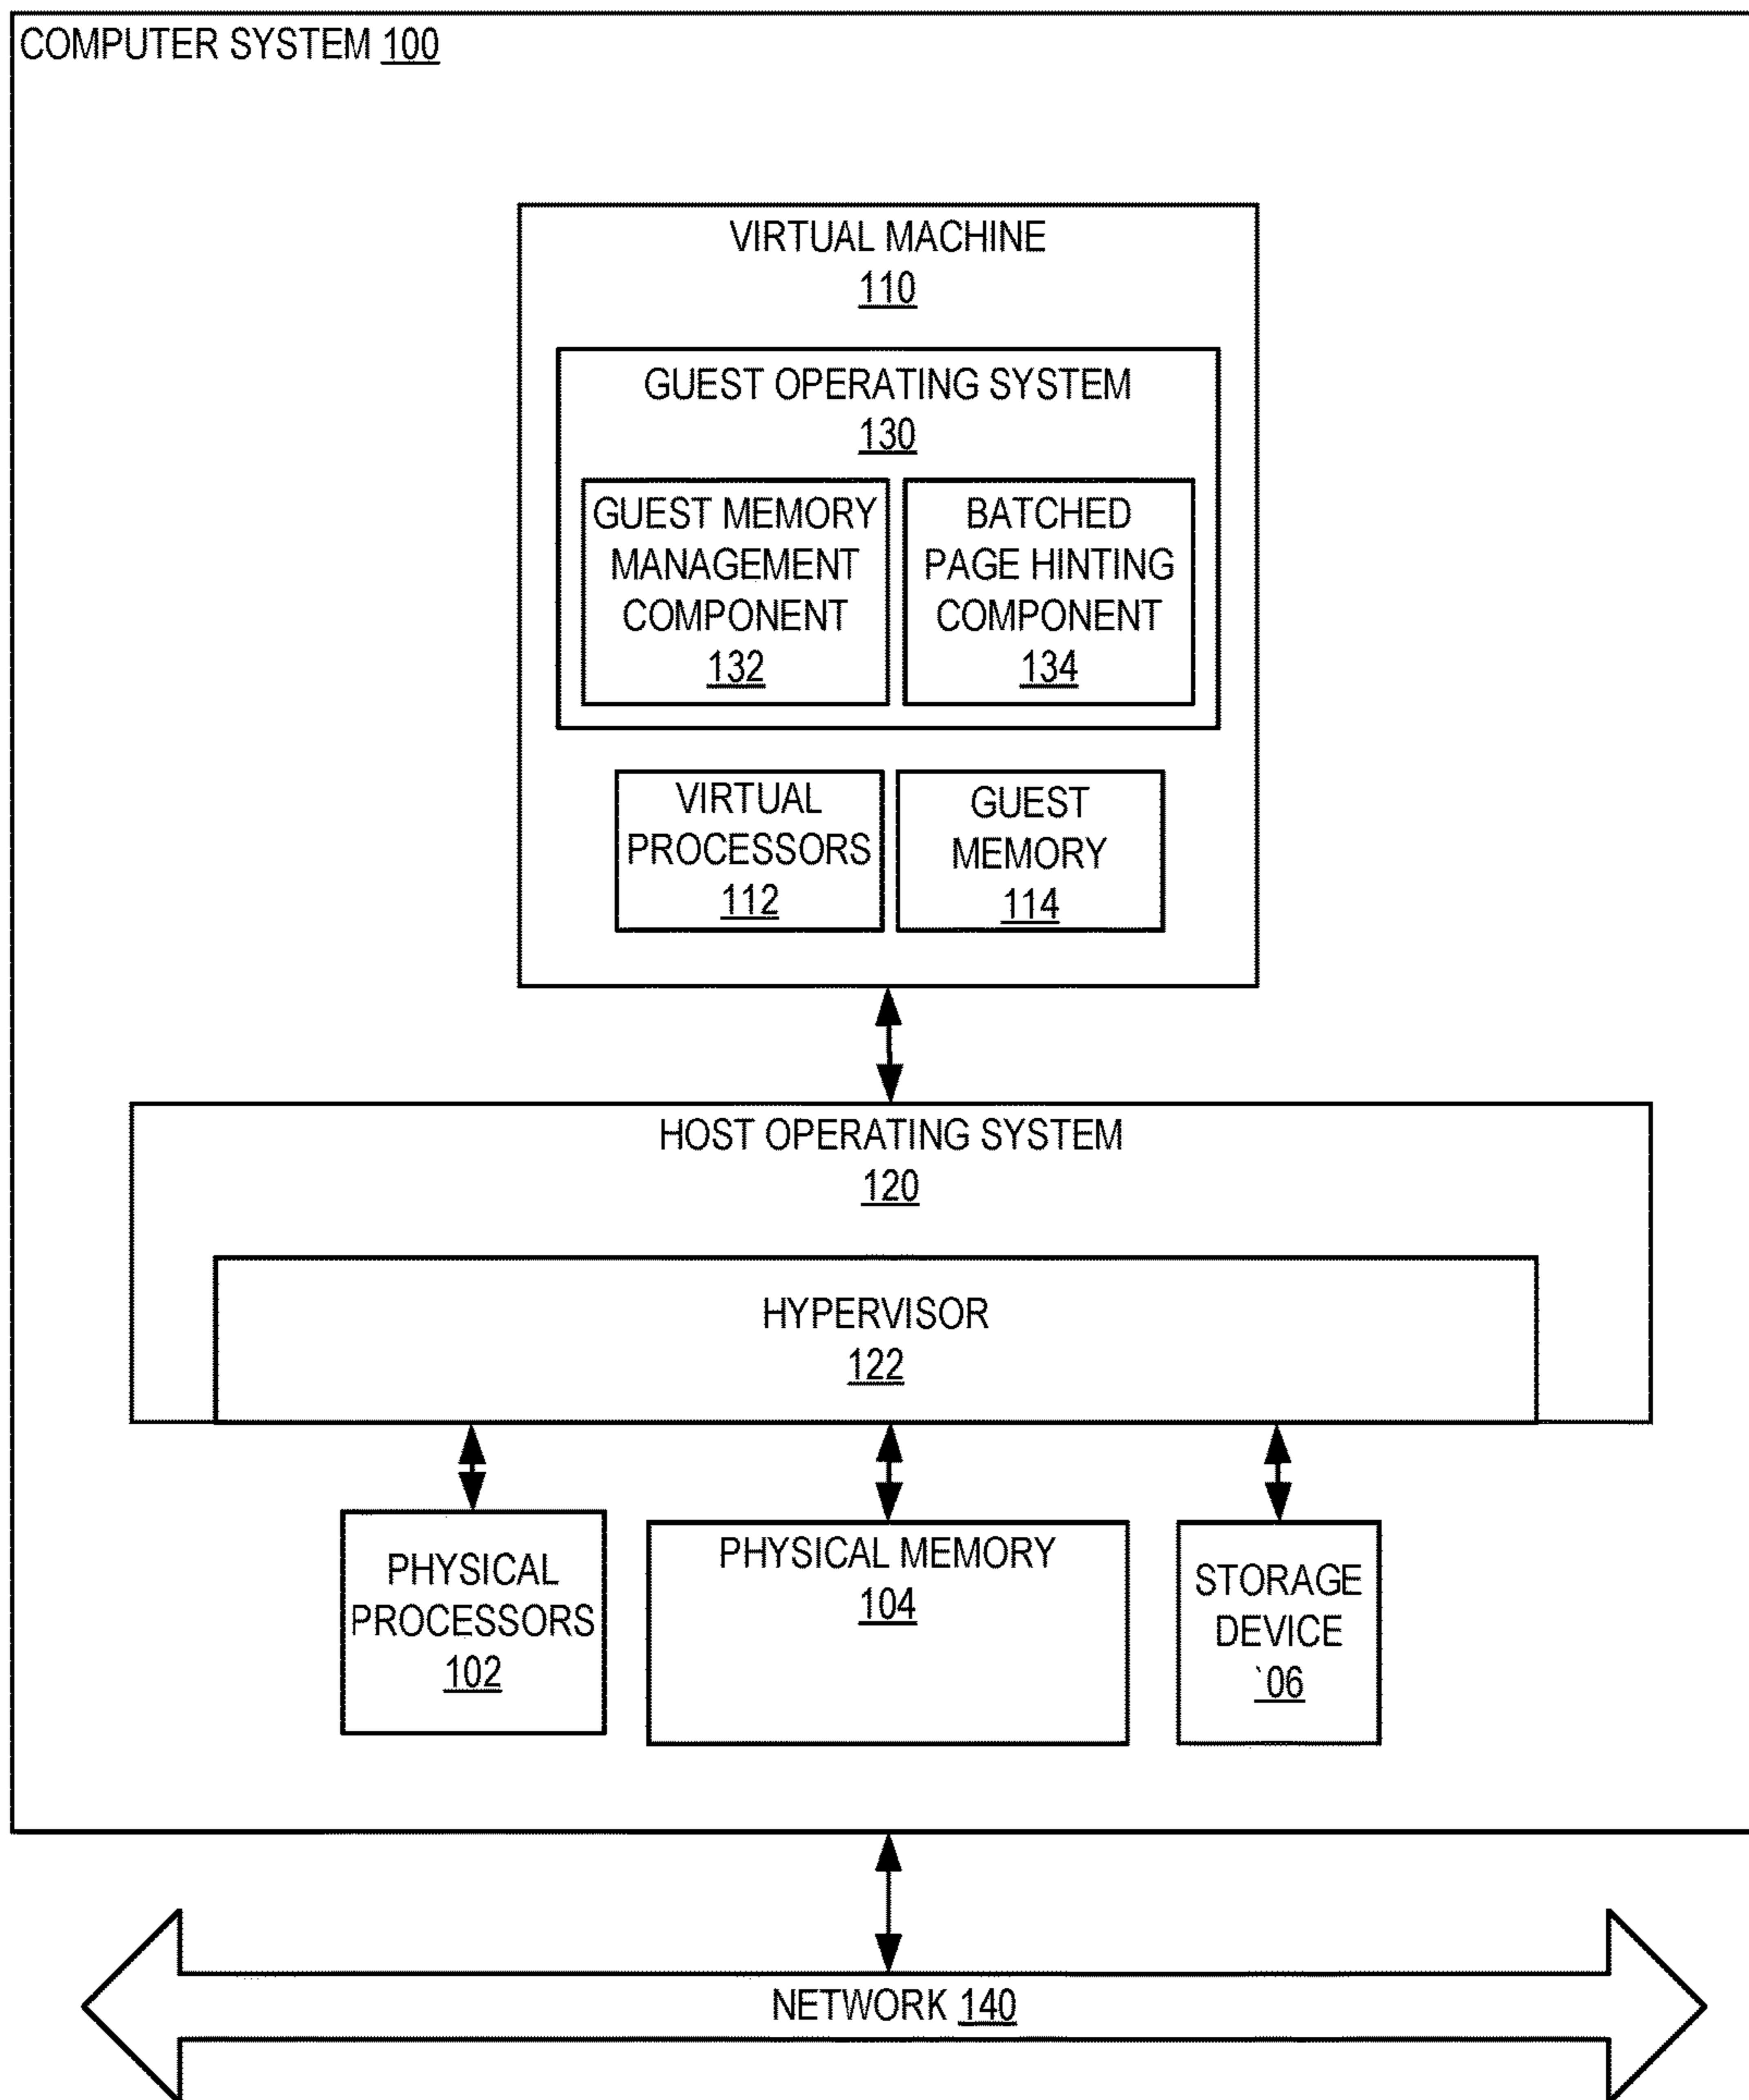 COMPUTER SYSTEM 100
VIRTUAL MACHINE
110
GUEST OPERATING SYSTEM
130
GUEST MEMORY
MANAGEMENT
COMPONENT
132
BATCHED
PAGE HINTING
COMPONENT
134
VIRTUAL
PROCESSORS
112
GUEST
MEMORY
114
HOST OPERATING SYSTEM
120
HYPERVISOR
122
PHYSICAL
PROCESSORS
102
PHYSICAL MEMORY
104
STORAGE
DEVICE
`06
NETWORK 140